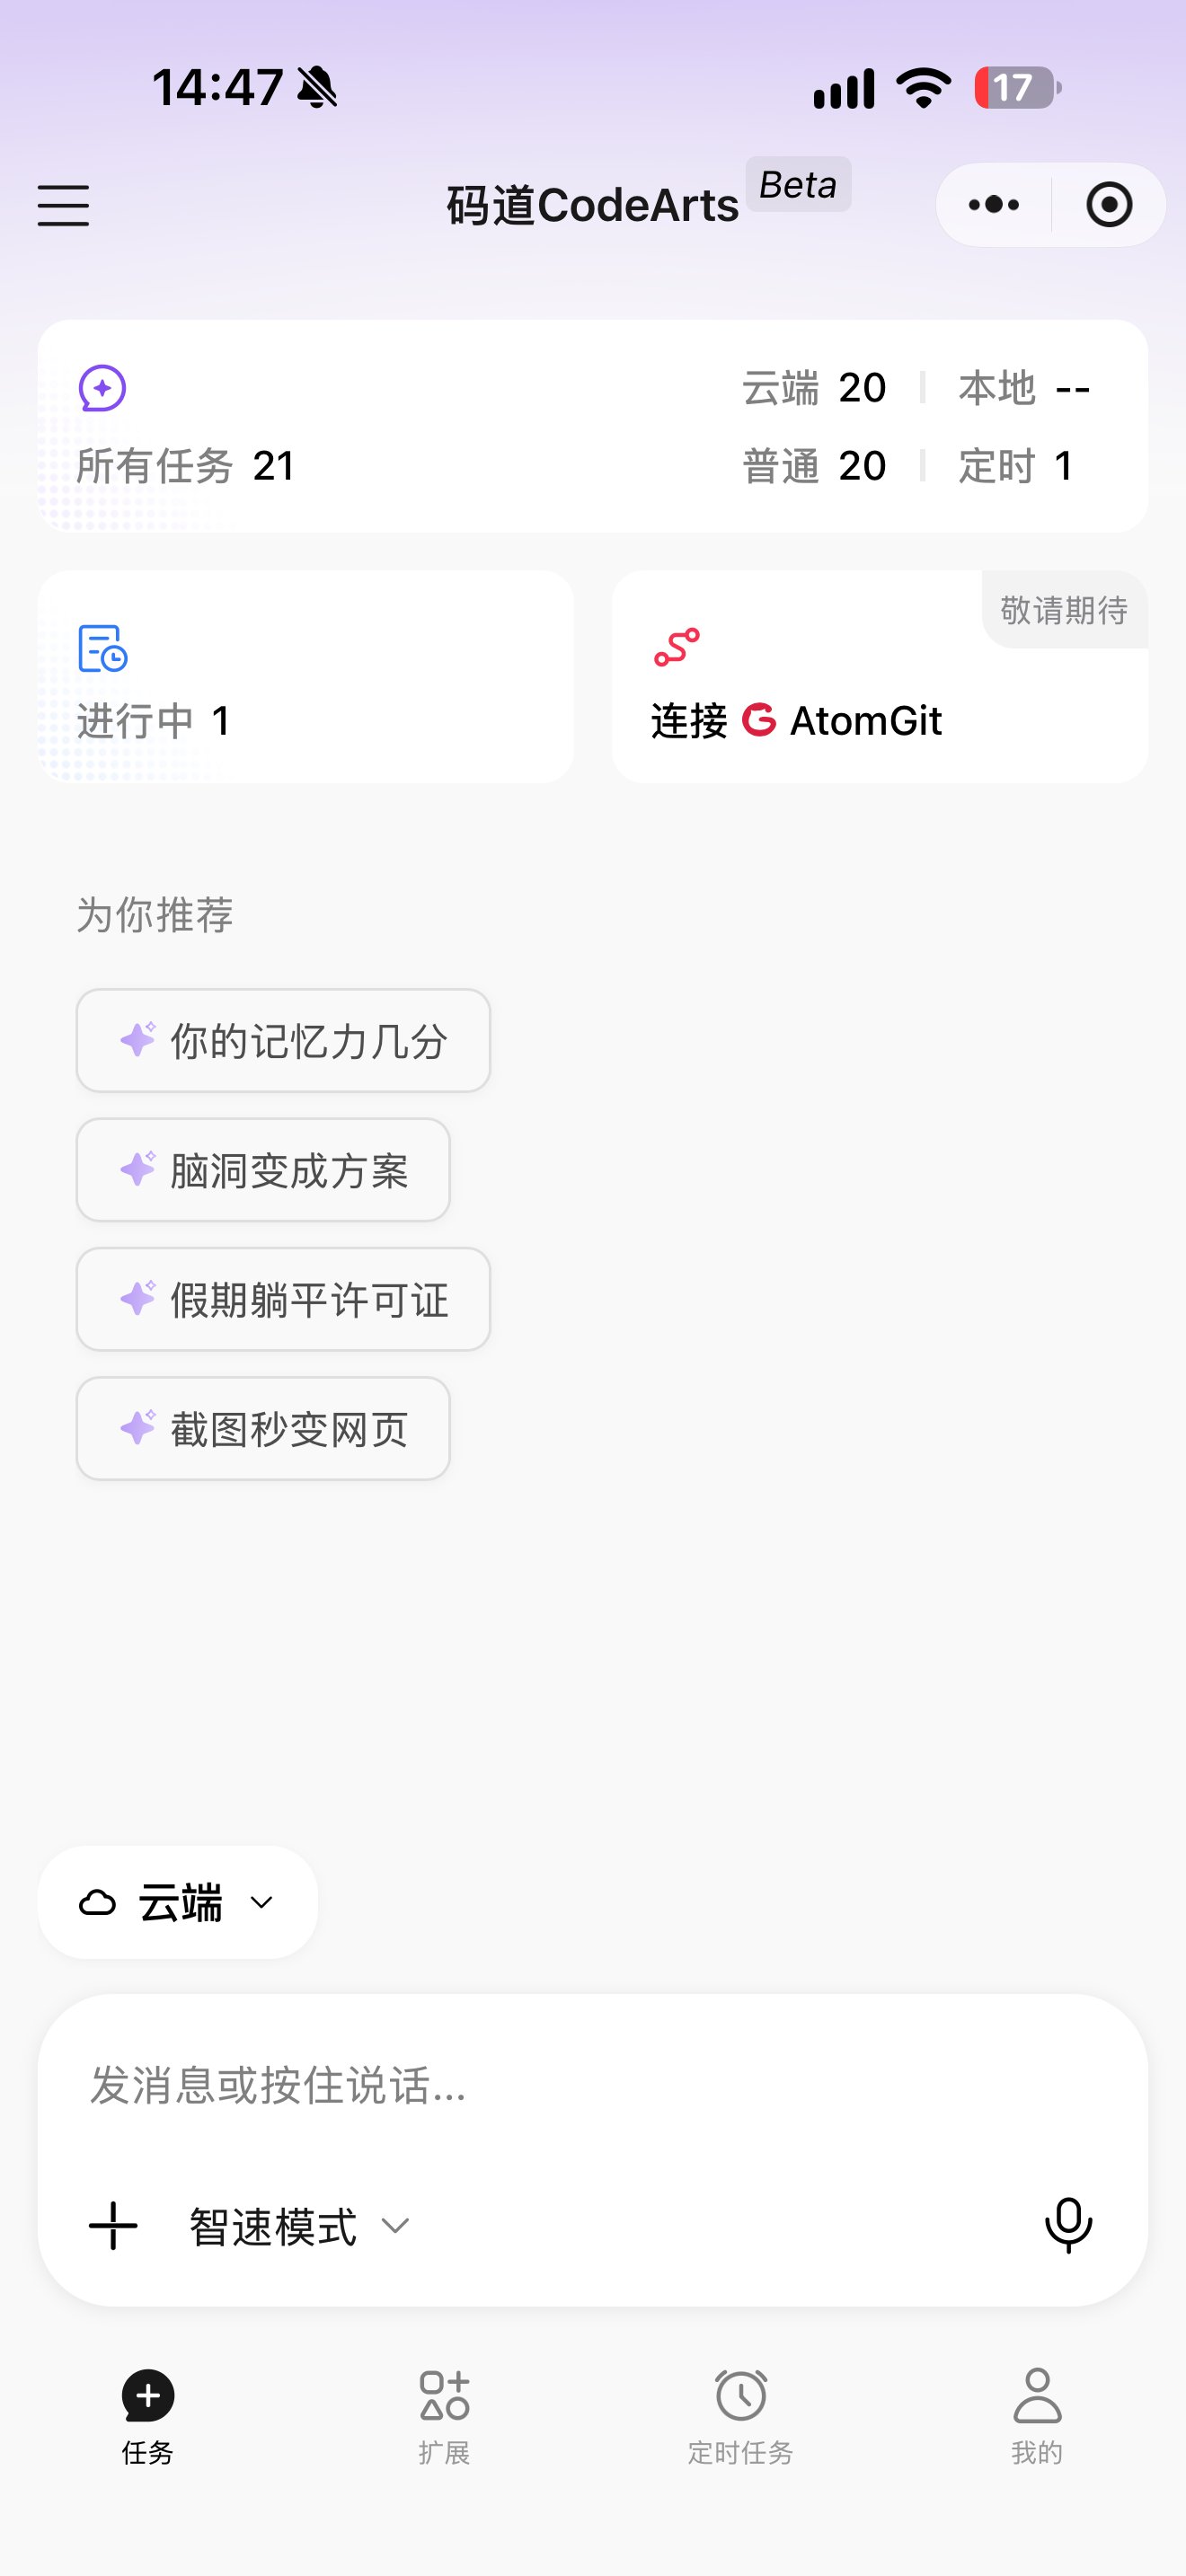 14:47
17
码道CodeArts Beta
云端 20 | 本地 --
所有任务 21
普通 20 | 定时 1
敬请期待
进行中 1
连接 AtomGit
为你推荐
你的记忆力几分
脑洞变成方案
假期躺平许可证
截图秒变网页
云端
发消息或按住说话...
智速模式
任务
扩展
定时任务
我的